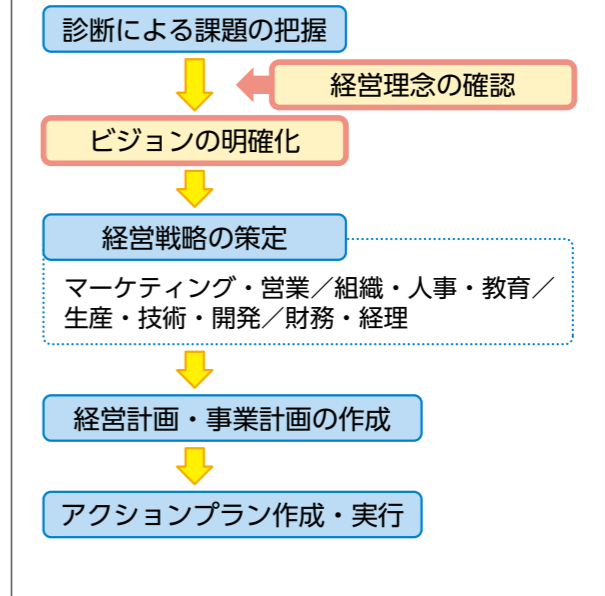 診断による課題の把握
経営理念の確認
ビジョンの明確化
経営戦略の策定
マーケティング・営業／組織・人事・教育／
生産・技術・開発／財務・経理
経営計画・事業計画の作成
アクションプラン作成・実行